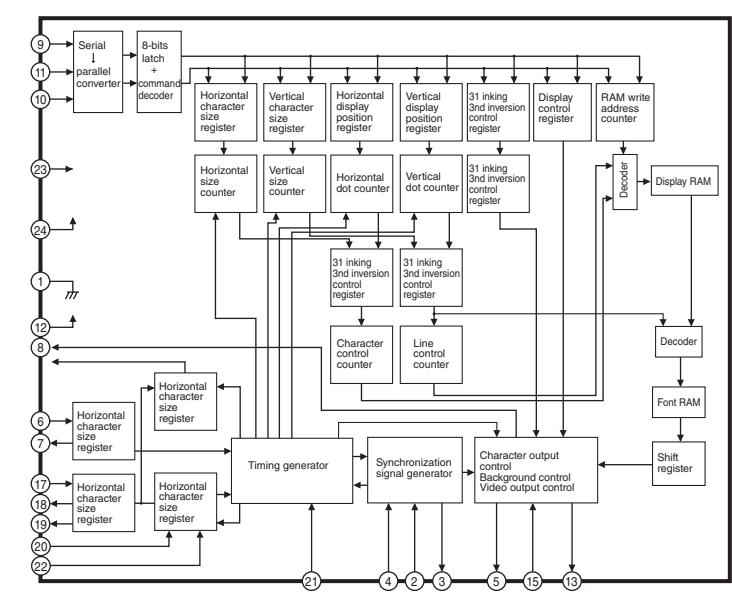 9
11
10
Serial
↓
parallel
converter
8-bits
latch
+
command
decoder
Horizontal
character
size
register
Vertical
character
size
register
Horizontal
display
position
register
Vertical
display
position
register
31 inking
3nd inversion
control
register
Display
control
register
RAM write
address
counter
23
Horizontal
size
counter
Vertical
size
counter
Horizontal
dot counter
Vertical
dot counter
31 inking
3nd inversion
control
register
Decoder
Display RAM
24
1
31 inking
3nd inversion
control
register
31 inking
3nd inversion
control
register
12
8
Character
control
counter
Line
control
counter
Decoder
Horizontal
character
size
register
Font RAM
6
7
Horizontal
character
size
register
Timing generator
Synchronization
signal generator
Character output
control
Background control
Video output control
Shift
register
17
18
19
Horizontal
character
size
register
Horizontal
character
size
register
20
22
21
4
2
3
5
15
13